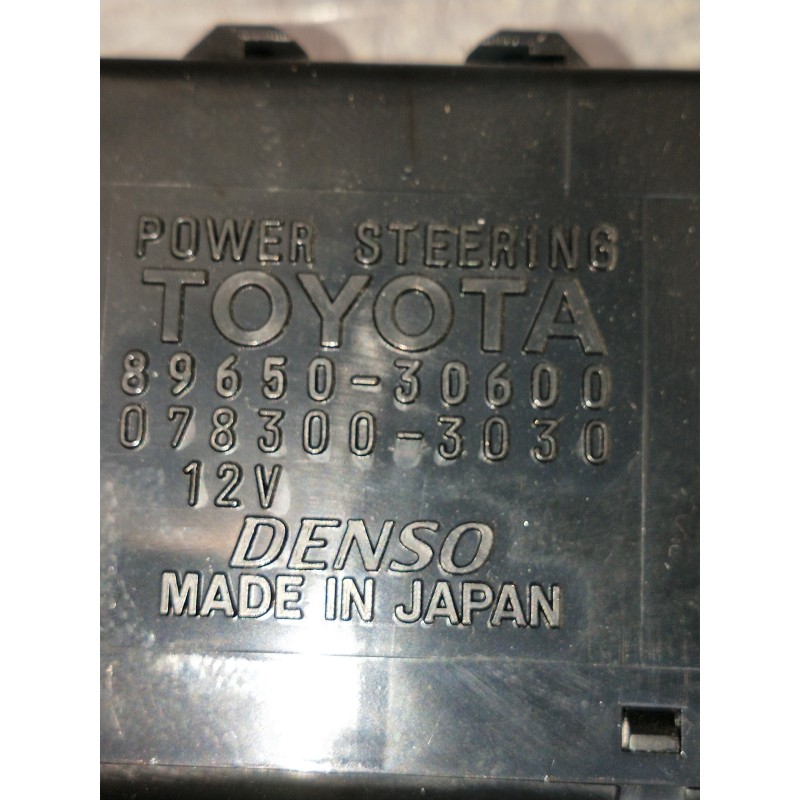 POWER STEERING
TOYOTA
89650-30600
078300-3030
12V
DENSO
MADE IN JAPAN